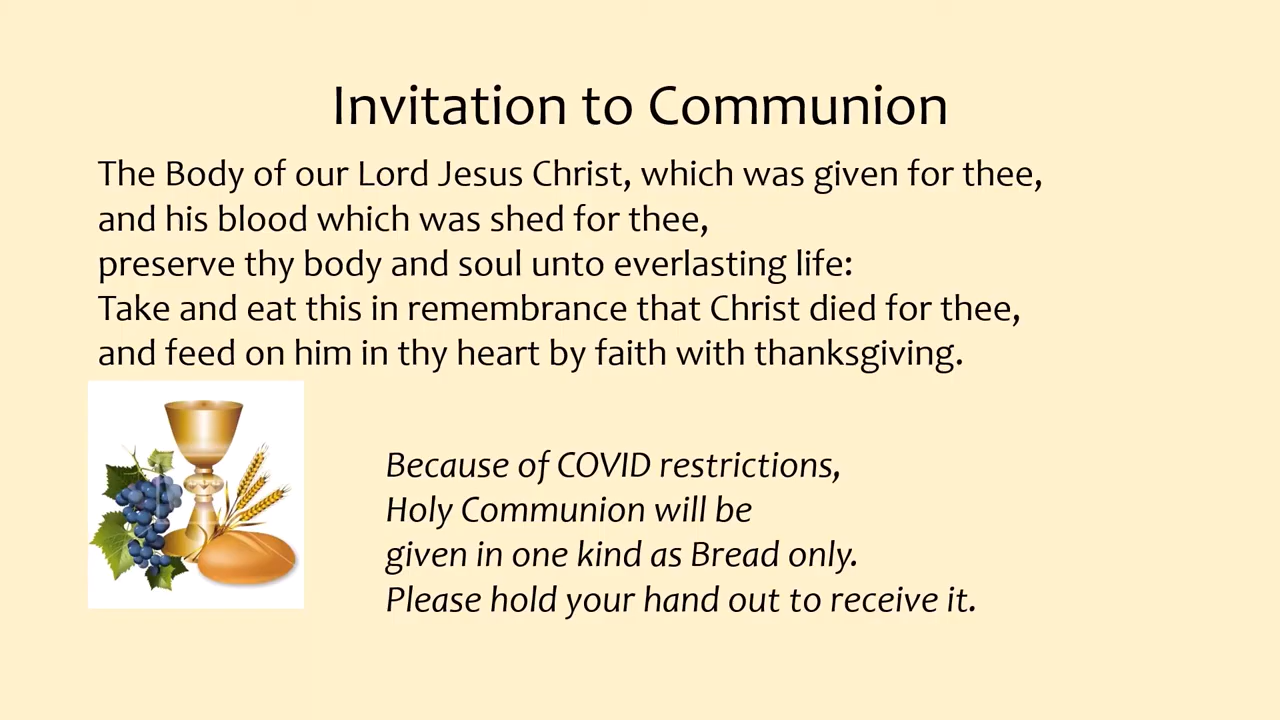 Invitation to Communion
The Body of our Lord Jesus Christ, which was given for thee,
and his blood which was shed for thee,
preserve thy body and soul unto everlasting life:
Take and eat this in remembrance that Christ died for thee,
and feed on him in thy heart by faith with thanksgiving.
Because of COVID restrictions,
Holy Communion will be
given in one kind as Bread only.
Please hold your hand out to receive it.